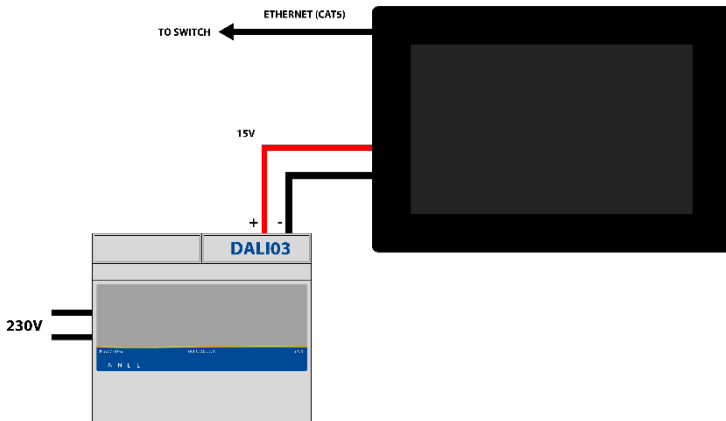 ETHERNET (CAT5)
TO SWITCH
15V
+ -
DALI03
230V
N N L L